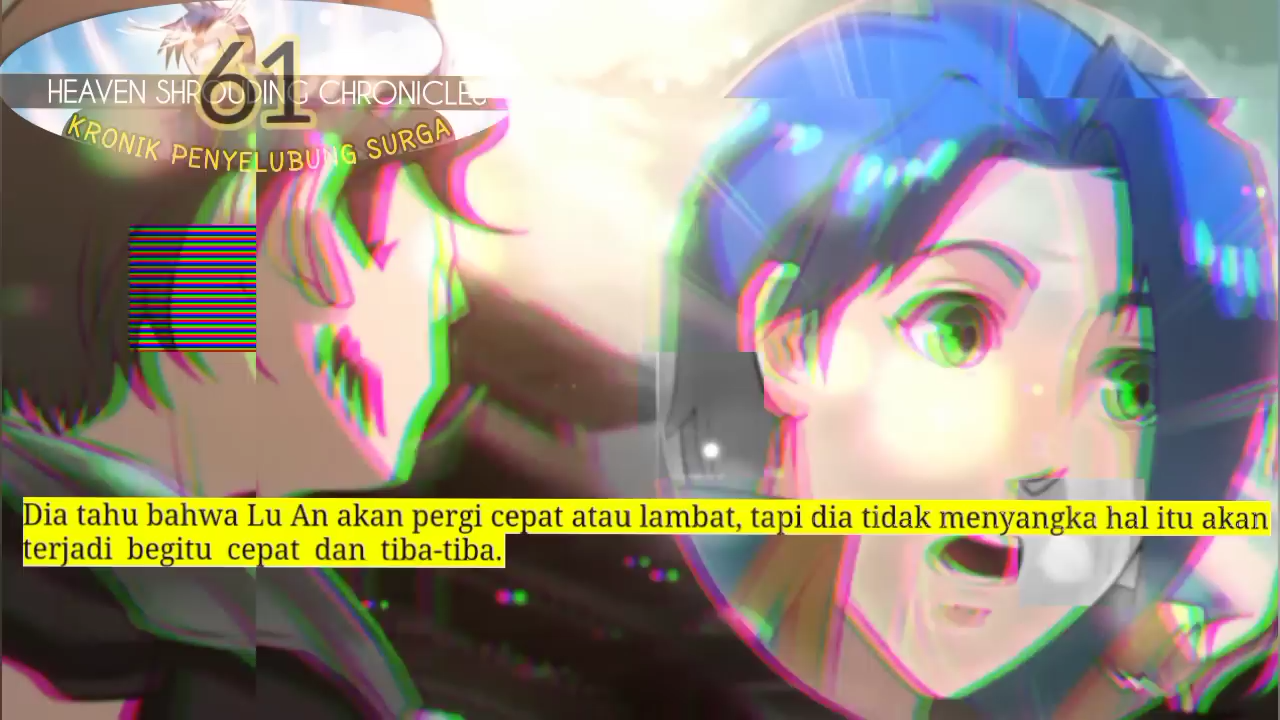 61
HEAVEN SHROUDING CHRONICLES
KRONIK PENYELUBUNG SURGA
Dia tahu bahwa Lu An akan pergi cepat atau lambat, tapi dia tidak menyangka hal itu akan
terjadi begitu cepat dan tiba-tiba.